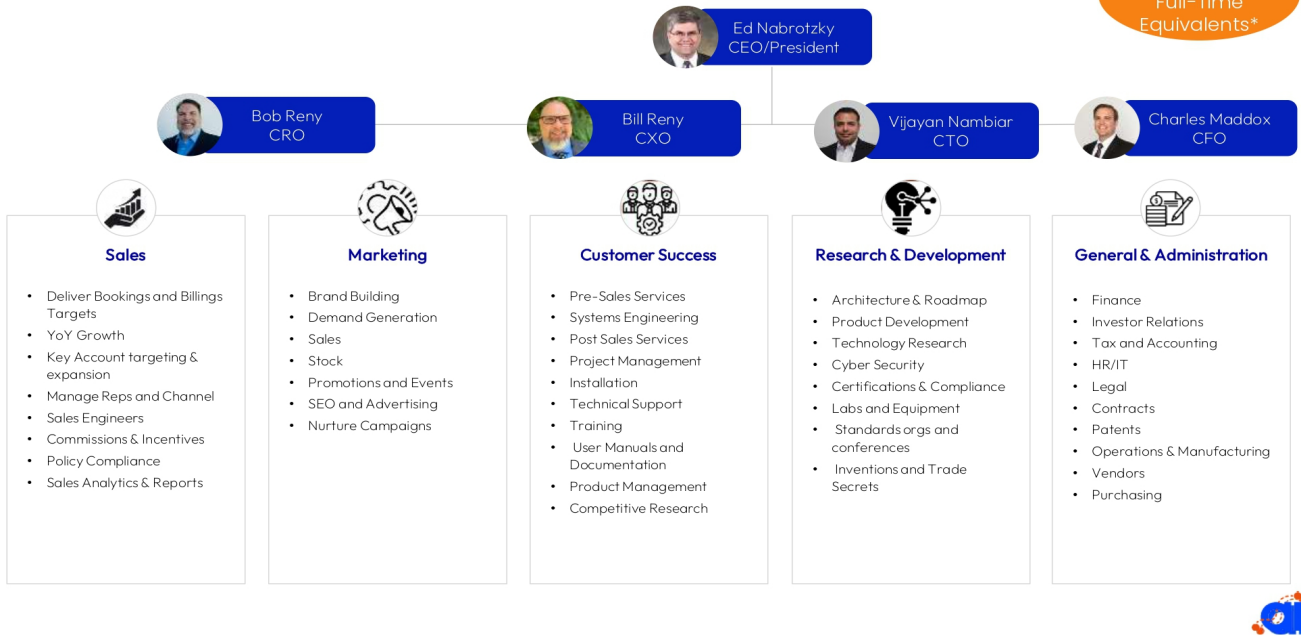 Full-Time
Equivalents*
Ed Nabrotzky
CEO/President
Bob Reny
CRO
Bill Reny
CXO
Vijayan Nambiar
CTO
Charles Maddox
CFO
Sales
• Deliver Bookings and Billings
Targets
• YoY Growth
• Key Account targeting &
expansion
• Manage Reps and Channel
• Sales Engineers
• Commissions & Incentives
• Policy Compliance
• Sales Analytics & Reports
Marketing
• Brand Building
• Demand Generation
• Sales
• Stock
• Promotions and Events
• SEO and Advertising
• Nurture Campaigns
Customer Success
• Pre-Sales Services
• Systems Engineering
• Post Sales Services
• Project Management
• Installation
• Technical Support
• Training
• User Manuals and
Documentation
• Product Management
• Competitive Research
Research & Development
• Architecture & Roadmap
• Product Development
• Technology Research
• Cyber Security
• Certifications & Compliance
• Labs and Equipment
• Standards orgs and
conferences
• Inventions and Trade
Secrets
General & Administration
• Finance
• Investor Relations
• Tax and Accounting
• HR/IT
• Legal
• Contracts
• Patents
• Operations & Manufacturing
• Vendors
• Purchasing